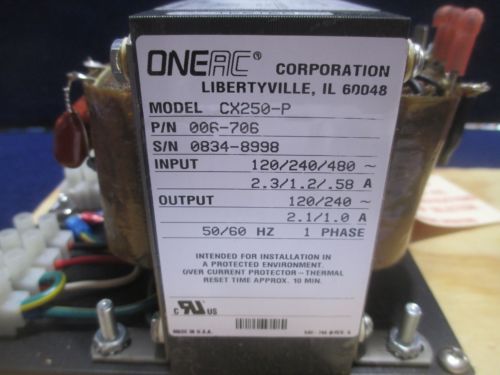 ONEAC® CORPORATION
LIBERTYVILLE, IL 60048
MODEL CX250-P
P/N 006-706
S/N 0834-8998
INPUT 120/240/480 ~
2.3/1.2/.58 A
OUTPUT 120/240 ~
2.1/1.0 A
50/60 HZ 1 PHASE
INTENDED FOR INSTALLATION IN
A PROTECTED ENVIRONMENT.
OVER CURRENT PROTECTOR-THERMAL
RESET TIME APPROX. 10 MIN.
c RU US
MADE IN U.S.A.